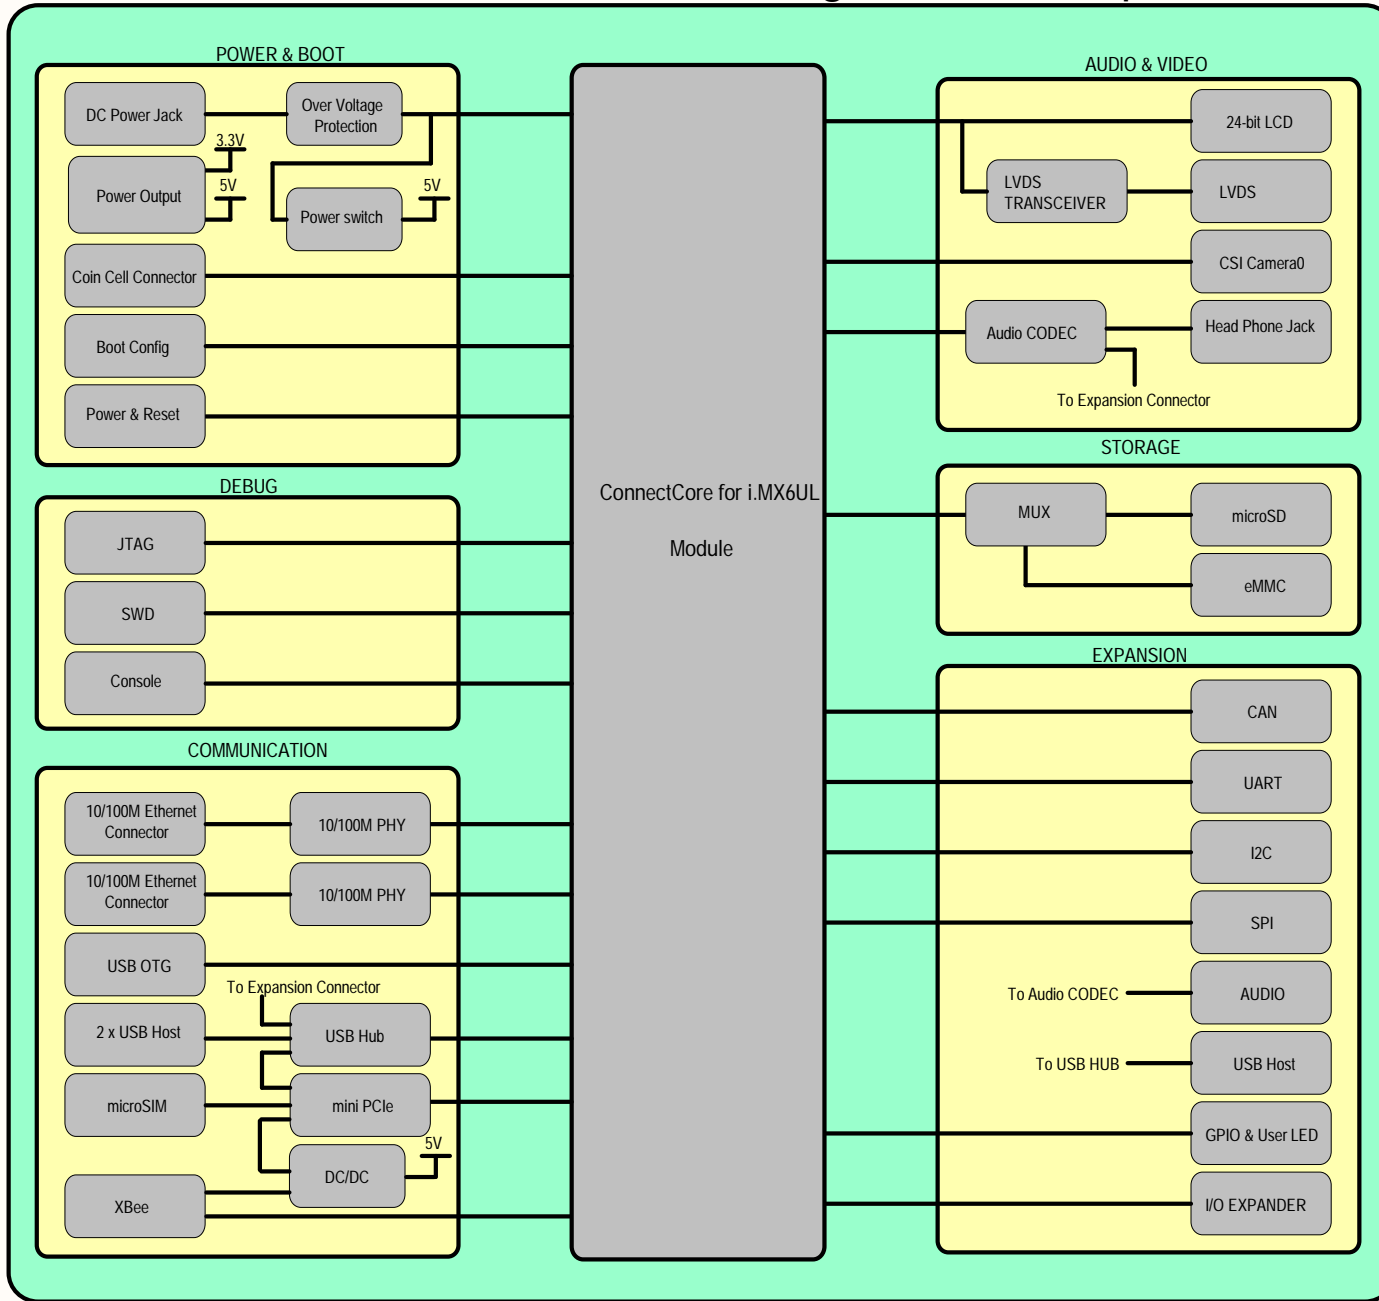 POWER & BOOT
DC Power Jack
Over Voltage
Protection
3.3V
Power Output
5V
Power switch
5V
Coin Cell Connector
Boot Config
Power & Reset
DEBUG
JTAG
SWD
Console
COMMUNICATION
10/100M Ethernet
Connector
10/100M PHY
10/100M Ethernet
Connector
10/100M PHY
USB OTG
To Expansion Connector
2 x USB Host
USB Hub
microSIM
mini PCIe
5V
DC/DC
XBee
ConnectCore for i.MX6UL
Module
AUDIO & VIDEO
24-bit LCD
LVDS
TRANSCEIVER
LVDS
CSI Camera0
Audio CODEC
Head Phone Jack
To Expansion Connector
STORAGE
MUX
microSD
eMMC
EXPANSION
CAN
UART
I2C
SPI
To Audio CODEC
AUDIO
To USB HUB
USB Host
GPIO & User LED
I/O EXPANDER